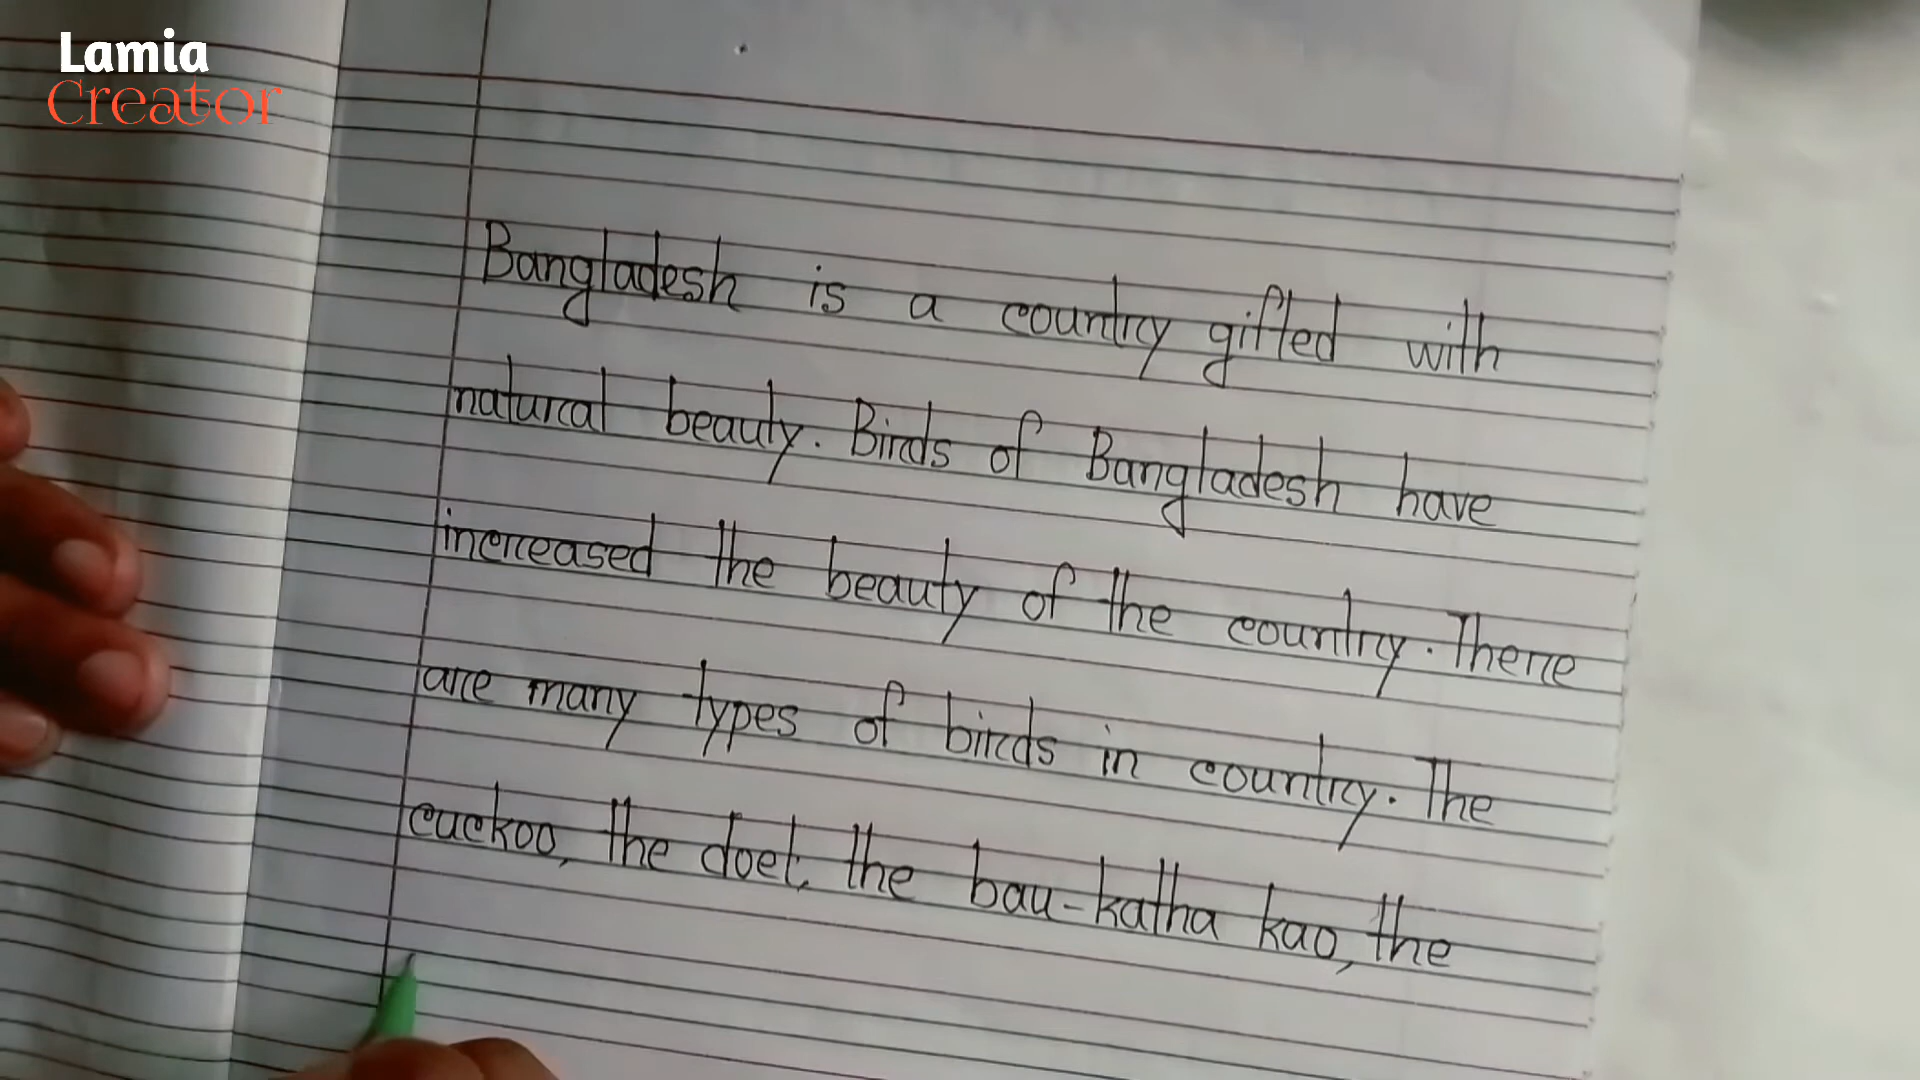 Lamia
Creator
Bangladesh is a country gifted with
natural beauty. Birds of Bangladesh have
increased the beauty of the country. There
are many types of birds in country. The
cuckoo, the doel, the bau-katha kao, the